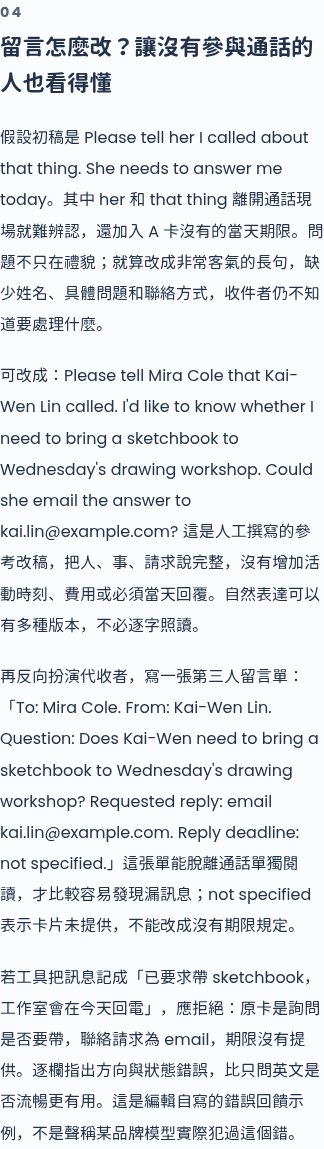 04
留言怎麼改？讓沒有參與通話的
人也看得懂
假設初稿是 Please tell her I called about
that thing. She needs to answer me
today。其中 her 和 that thing 離開通話現
場就難辨認，還加入 A 卡沒有的當天期限。問
題不只在禮貌；就算改成非常客氣的長句，缺
少姓名、具體問題和聯絡方式，收件者仍不知
道要處理什麼。
可改成：Please tell Mira Cole that Kai-
Wen Lin called. I'd like to know whether I
need to bring a sketchbook to
Wednesday's drawing workshop. Could
she email the answer to
kai.lin@example.com? 這是人工撰寫的參
考改稿，把人、事、請求說完整，沒有增加活
動時刻、費用或必須當天回覆。自然表達可以
有多種版本，不必逐字照讀。
再反向扮演代收者，寫一張第三人留言單：
「To: Mira Cole. From: Kai-Wen Lin.
Question: Does Kai-Wen need to bring a
sketchbook to Wednesday's drawing
workshop? Requested reply: email
kai.lin@example.com. Reply deadline:
not specified.」這張單能脫離通話單獨閱
讀，才比較容易發現漏訊息；not specified
表示卡片未提供，不能改成沒有期限規定。
若工具把訊息記成「已要求帶 sketchbook，
工作室會在今天回電」，應拒絕：原卡是詢問
是否要帶，聯絡請求為 email，期限沒有提
供。逐欄指出方向與狀態錯誤，比只問英文是
否流暢更有用。這是編輯自寫的錯誤回饋示
例，不是聲稱某品牌模型實際犯過這個錯。